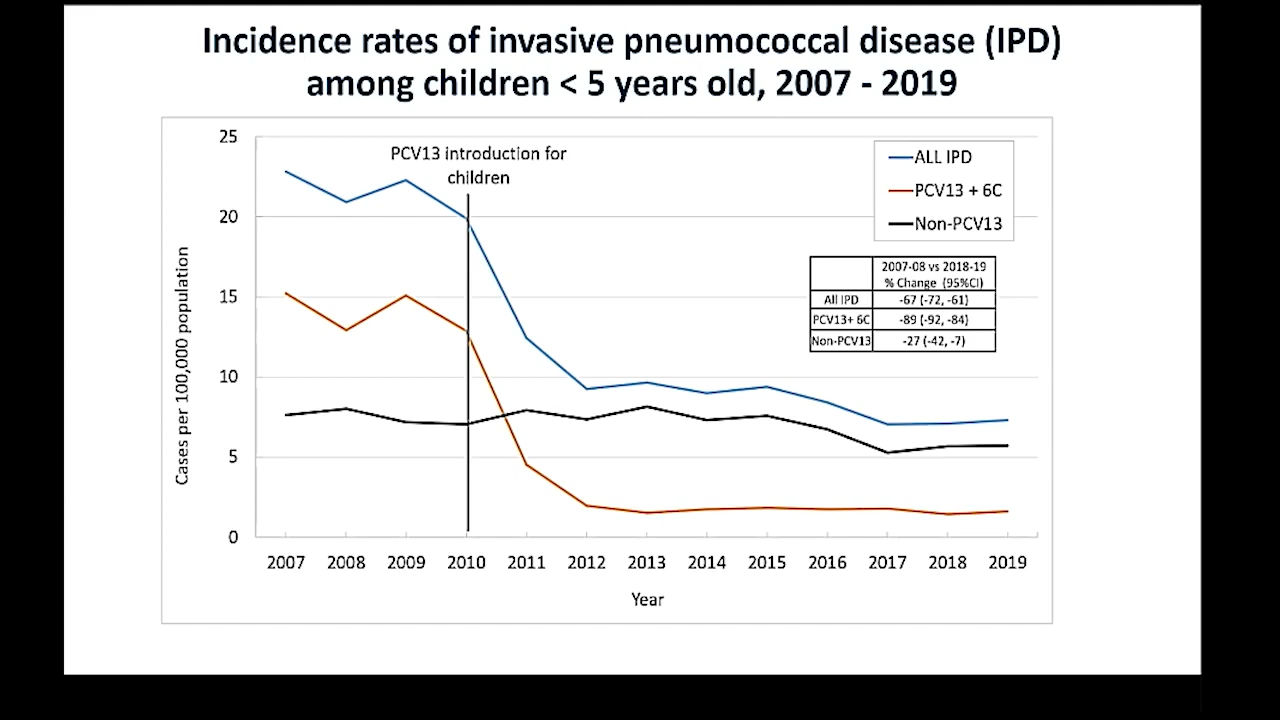 Incidence rates of invasive pneumococcal disease (IPD)
among children < 5 years old, 2007 - 2019
25
20
15
10
5
0
Cases per 100,000 population
PCV13 introduction for
children
ALL IPD
PCV13 + 6C
Non-PCV13
2007-08 vs 2018-19
% Change (95%CI)
All IPD -67 (-72, -61)
PCV13+ 6C -89 (-92, -84)
Non-PCV13 -27 (-42, -7)
2007 2008 2009 2010 2011 2012 2013 2014 2015 2016 2017 2018 2019
Year